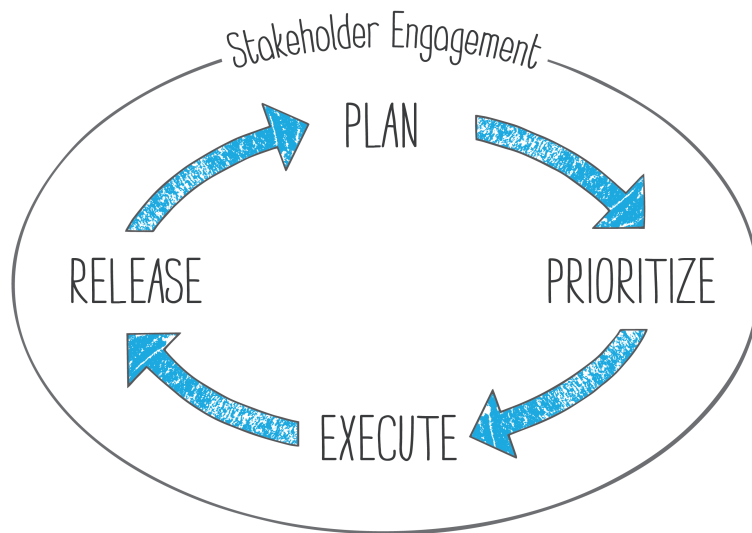 Stakeholder Engagement
PLAN
RELEASE
PRIORITIZE
EXECUTE